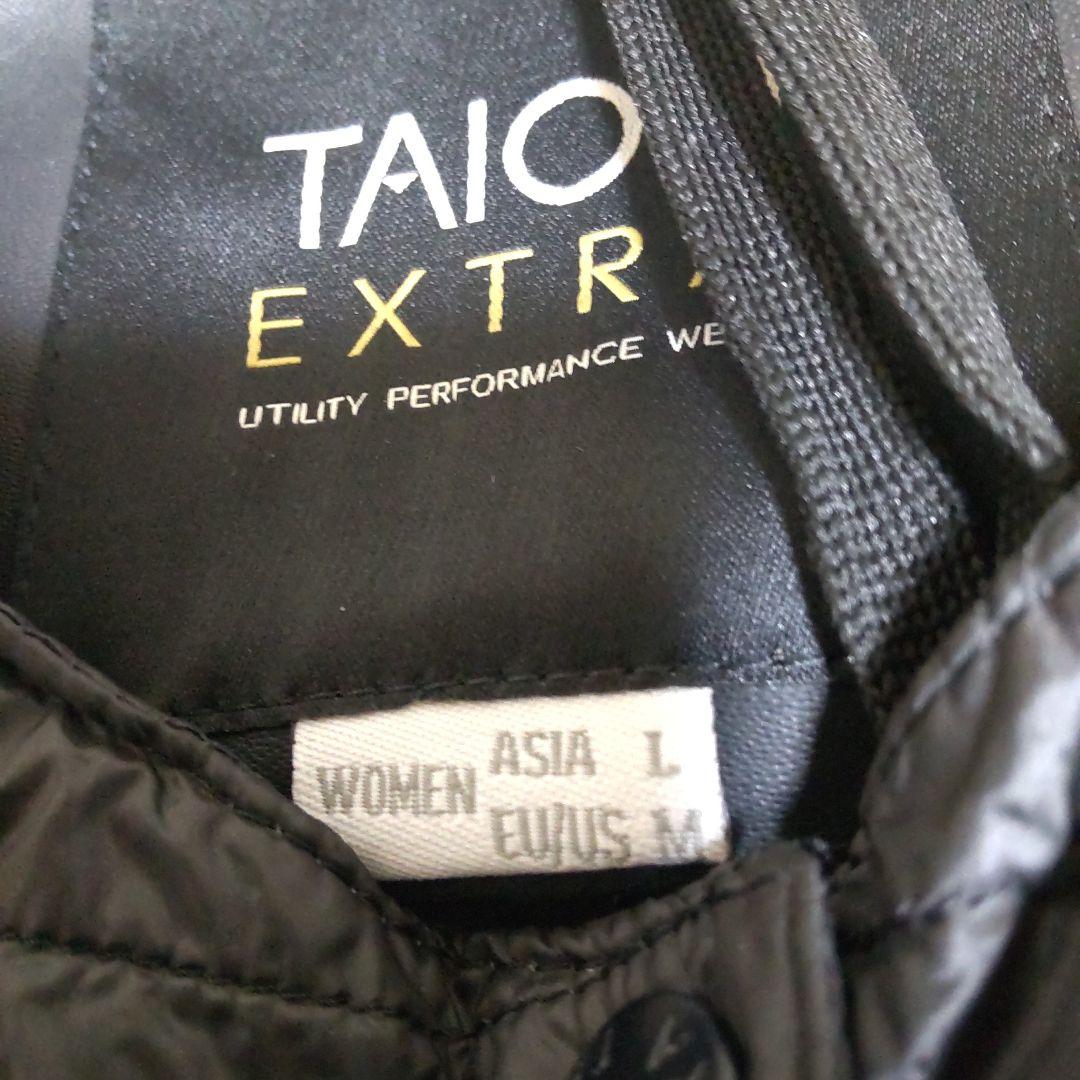 TAIO
EXTR
UTILITY PERFORMANCE WE
WOMEN
ASIA L
EU/US M